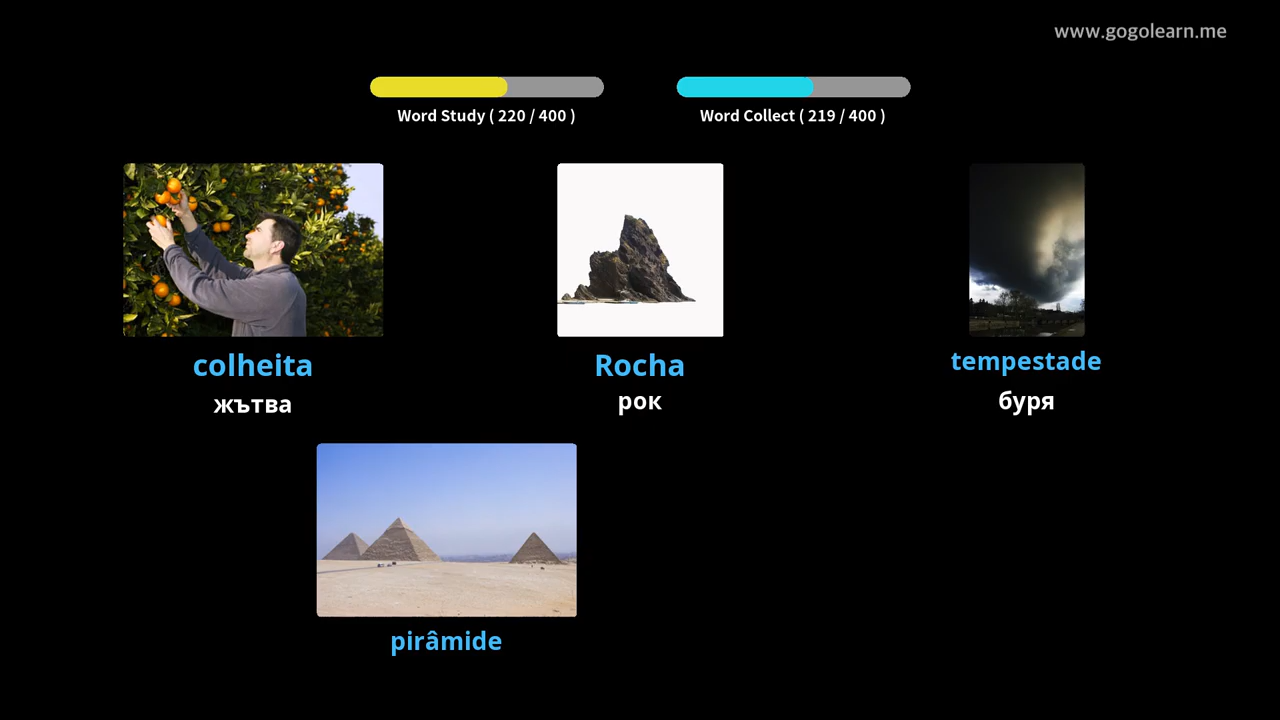 www.gogolearn.me
Word Study ( 220 / 400 )
Word Collect ( 219 / 400 )
colheita
жътва
Rocha
рок
tempestade
буря
pirâmide